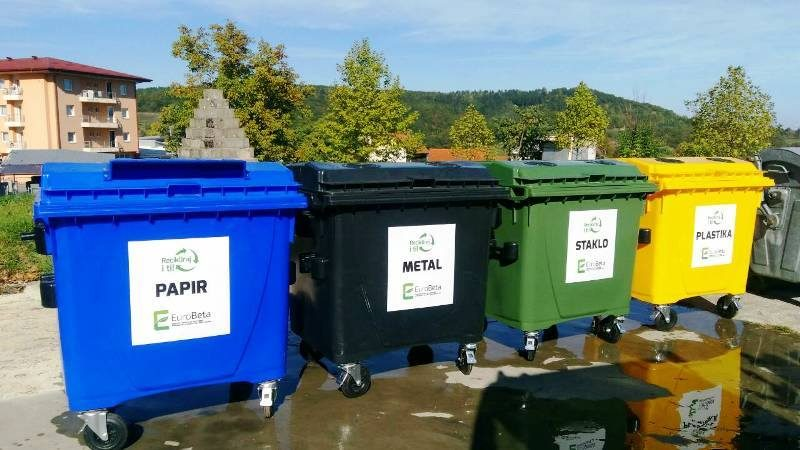 Recikliraj
i ti!
PAPIR
EuroBeta
Recikliraj
i ti!
METAL
EuroBeta
Recikliraj
i ti!
STAKLO
EuroBeta
Recikliraj
i ti!
PLASTIKA
EuroBeta